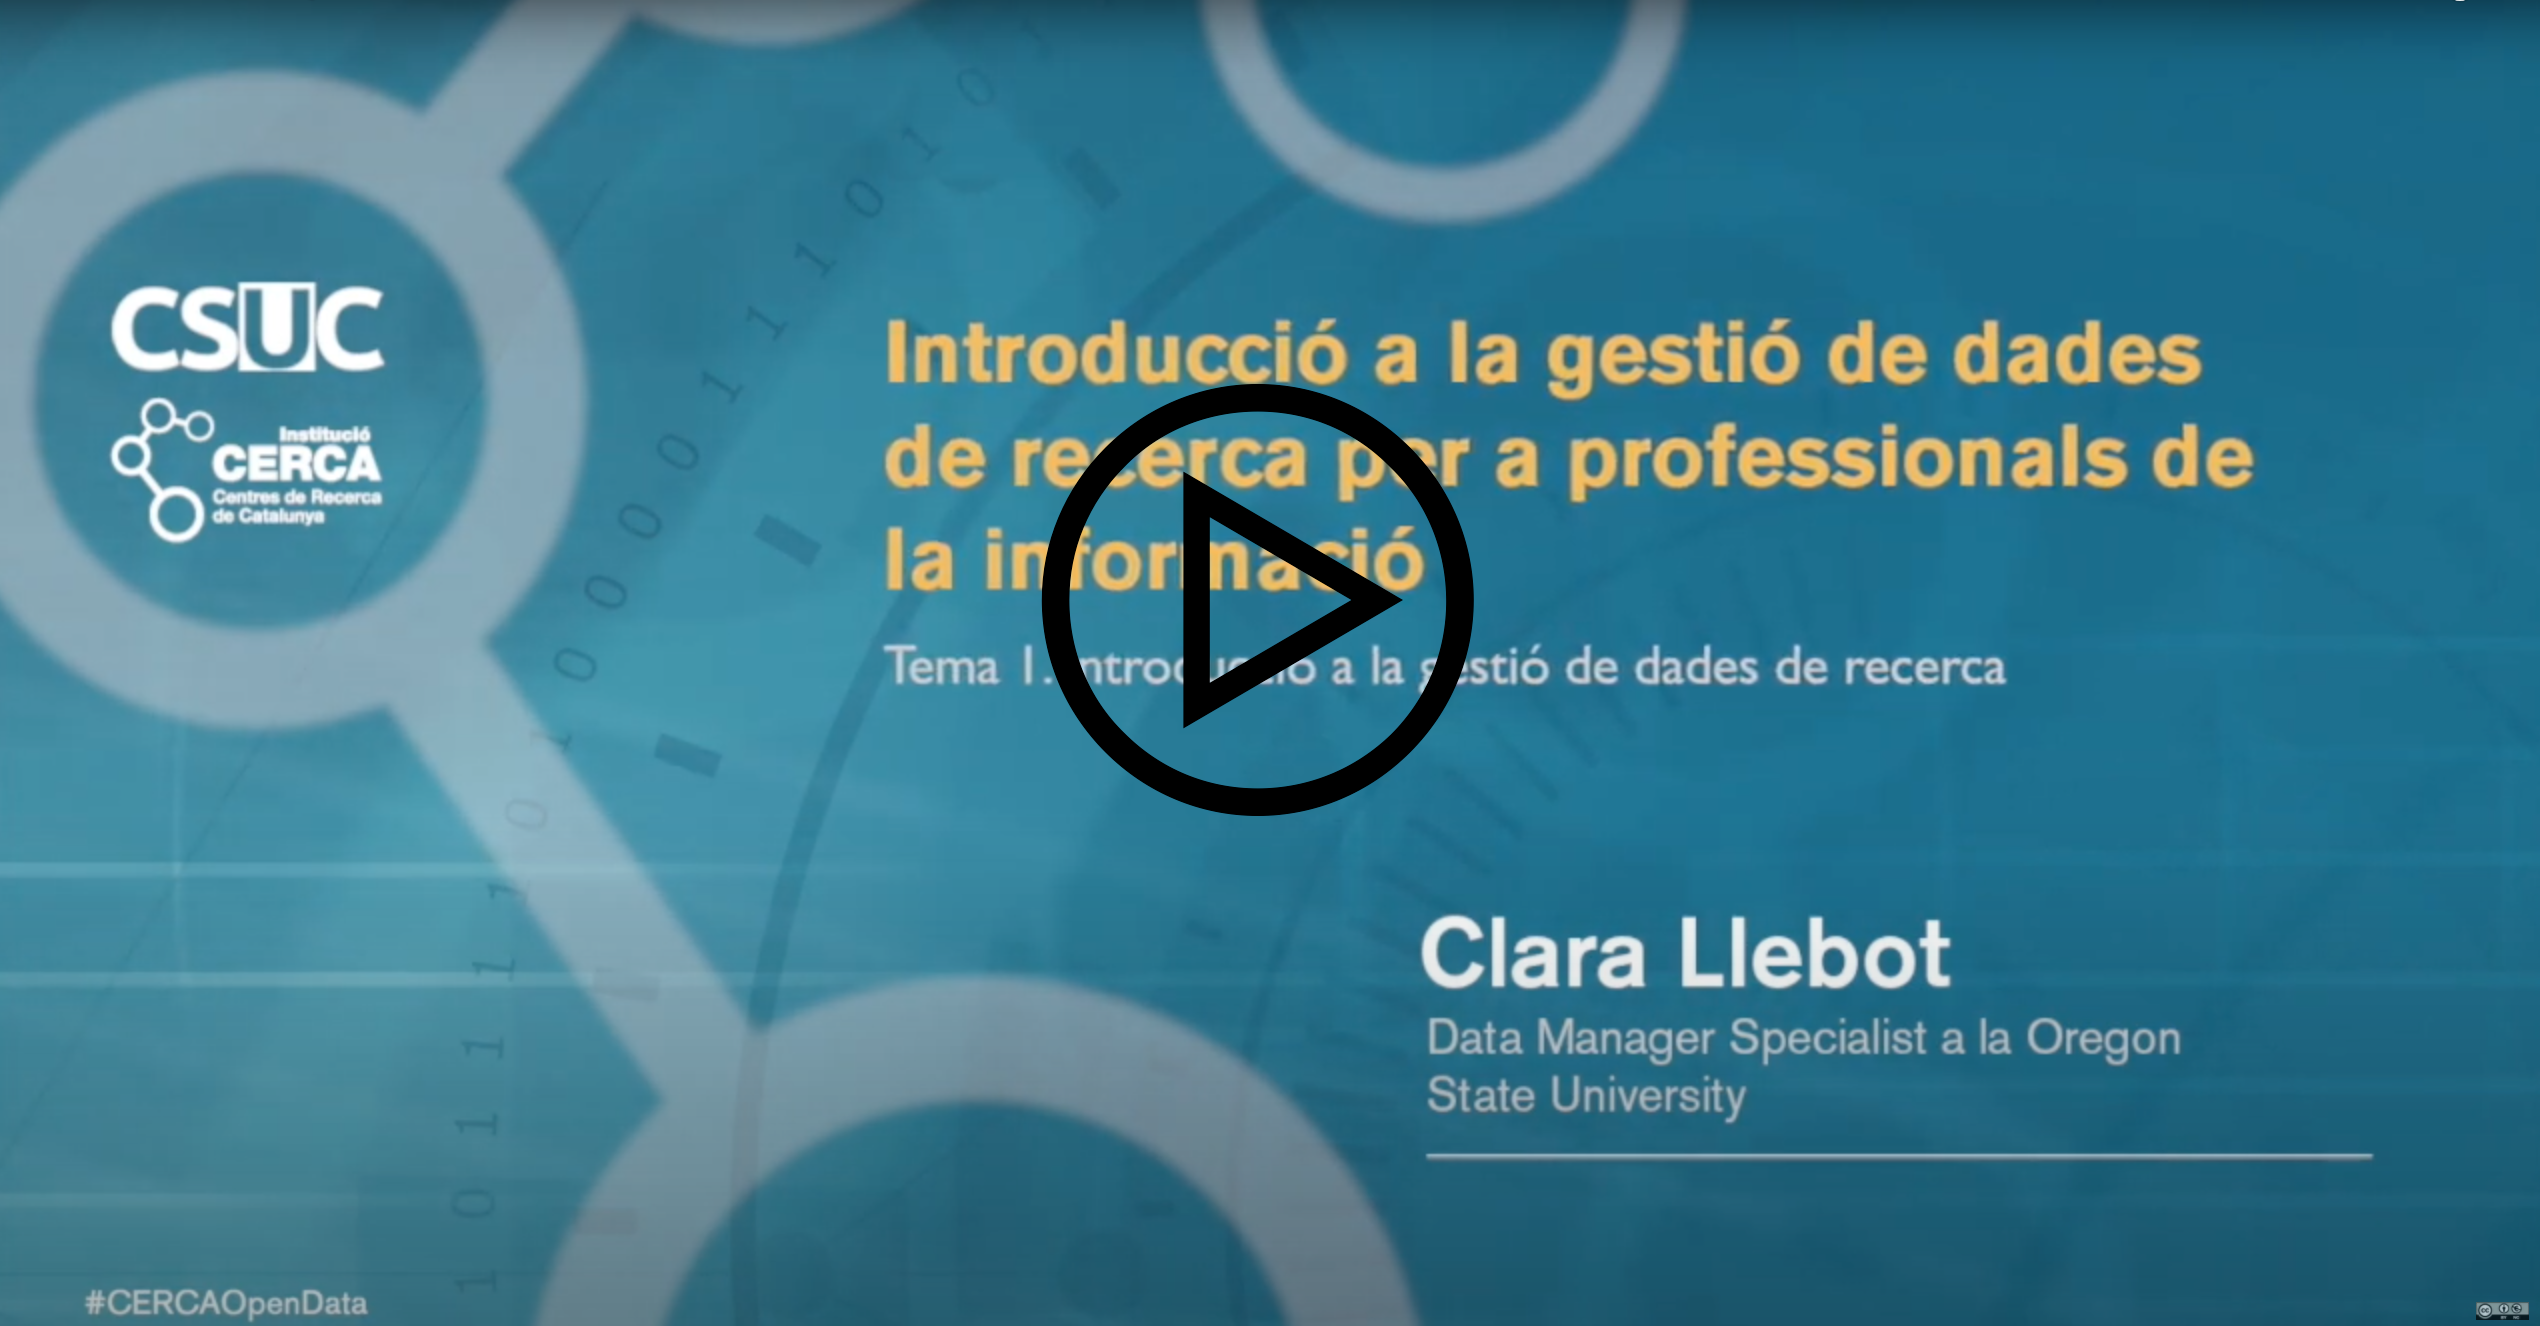 CSUC
Institució
CERCA
Centres de Recerca
de Catalunya
Introducció a la gestió de dades
de recerca per a professionals de
la informació
Tema 1. Introducció a la gestió de dades de recerca
Clara Llebot
Data Manager Specialist a la Oregon
State University
#CERCAOpenData